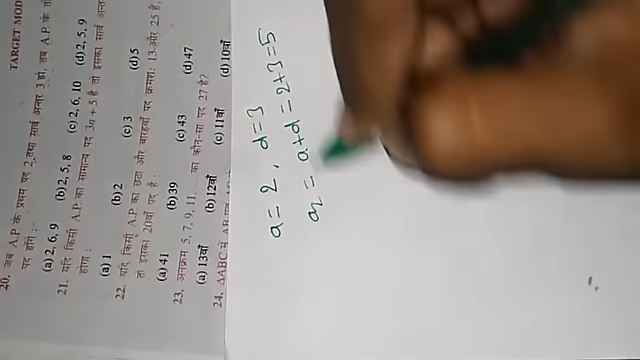 TARGET MOD
20. जब A.P. के प्रथम पद 2 तथा सार्व अन्तर 3 हो, तब A.P. के
पद होंगे :
(a) 2, 6, 9 (b) 2, 5, 8 (c) 2, 6, 10 (d) 2, 5, 9
21. यदि किसी A.P. का सामान्य पद 3n + 5 है तो इसका सार्व अन्तर
होगा :
(a) 1 (b) 2 (c) 3 (d) 5
22. यदि किसी A.P. का छठा और बारहवाँ पद क्रमशः 13 और 25 है,
तो इसका 20वाँ पद है :
(a) 41 (b) 39 (c) 43 (d) 47
23. अनुक्रम 5, 7, 9, 11, ... का कौन-सा पद 27 है?
(a) 13वाँ (b) 12वाँ (c) 11वाँ (d) 10वाँ
24. ΔABC में
a = 2, d = 3
a2 = a+d = 2+3 = 5